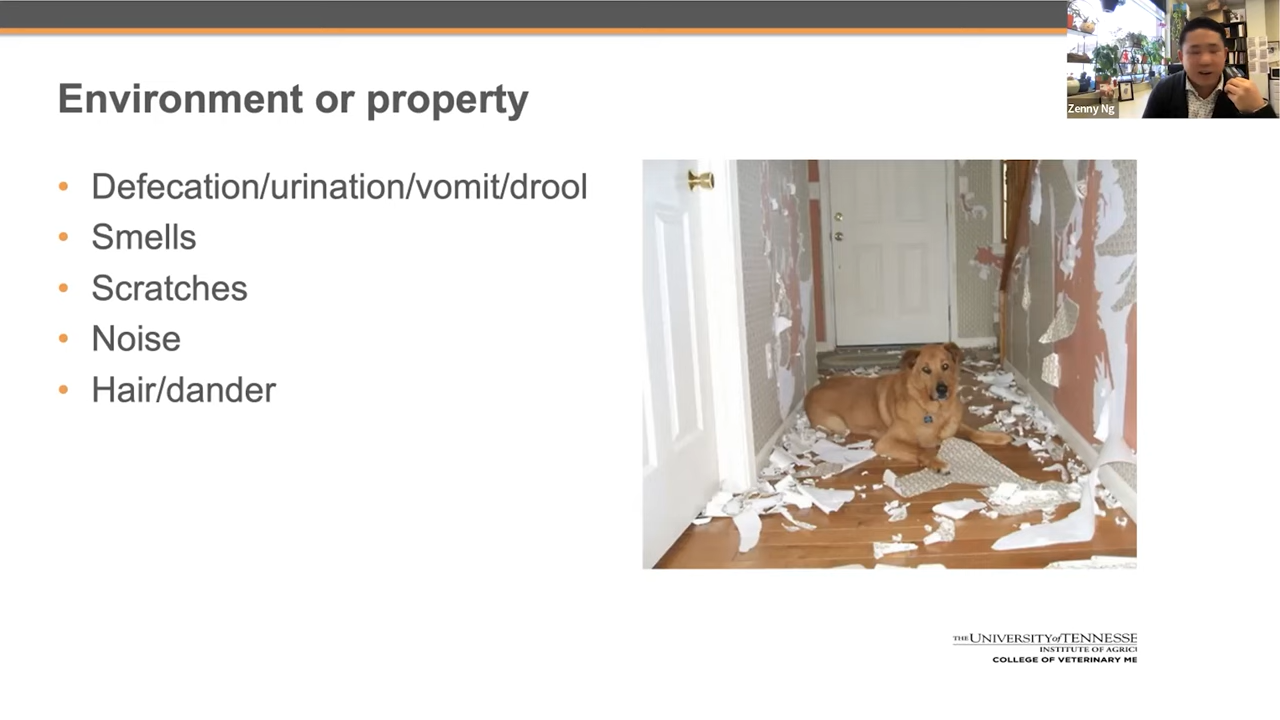 Zenny Ng
Environment or property
• Defecation/urination/vomit/drool
• Smells
• Scratches
• Noise
• Hair/dander
THE UNIVERSITY of TENNESSE
INSTITUTE OF AGRIC
COLLEGE OF VETERINARY ME